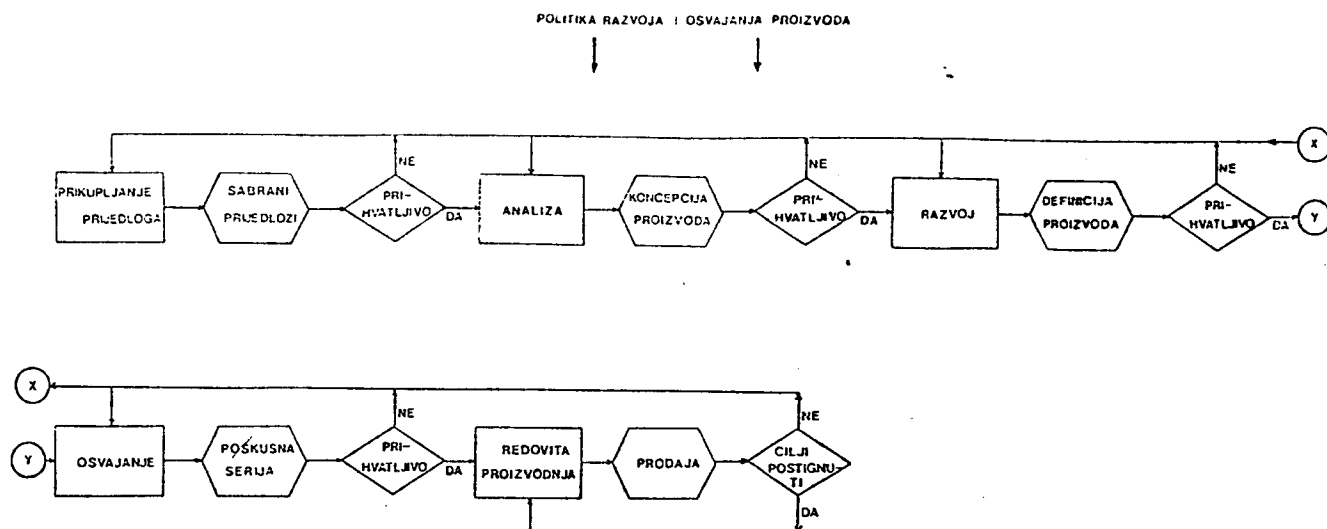 POLITIKA RAZVOJA I OSVAJANJA PROIZVODA
X
NE
NE
NE
PRIKUPLJANJE
PRIJEDLOGA
SABRANI
PRIJEDLOZI
PRI-
HVATLJIVO
DA
ANALIZA
KONCEPCIJA
PROIZVODA
PRI-
HVATLJIVO
DA
RAZVOJ
DEFINICIJA
PROIZVODA
PRI-
HVATLJIVO
DA
Y
X
NE
NE
Y
OSVAJANJE
POSKUSNA
SERIJA
PRI-
HVATLJIVO
DA
REDOVITA
PROIZVODNJA
PRODAJA
CILJI
POSTIGNU-
TI
DA